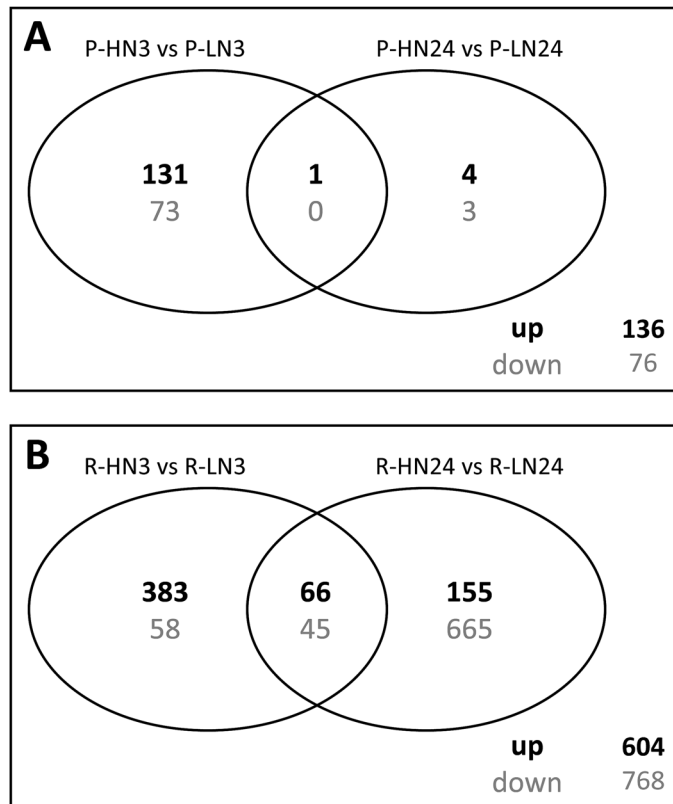 A
P-HN3 vs P-LN3 P-HN24 vs P-LN24
131 1 4
73 0 3
up 136
down 76
B
R-HN3 vs R-LN3 R-HN24 vs R-LN24
383 66 155
58 45 665
up 604
down 768